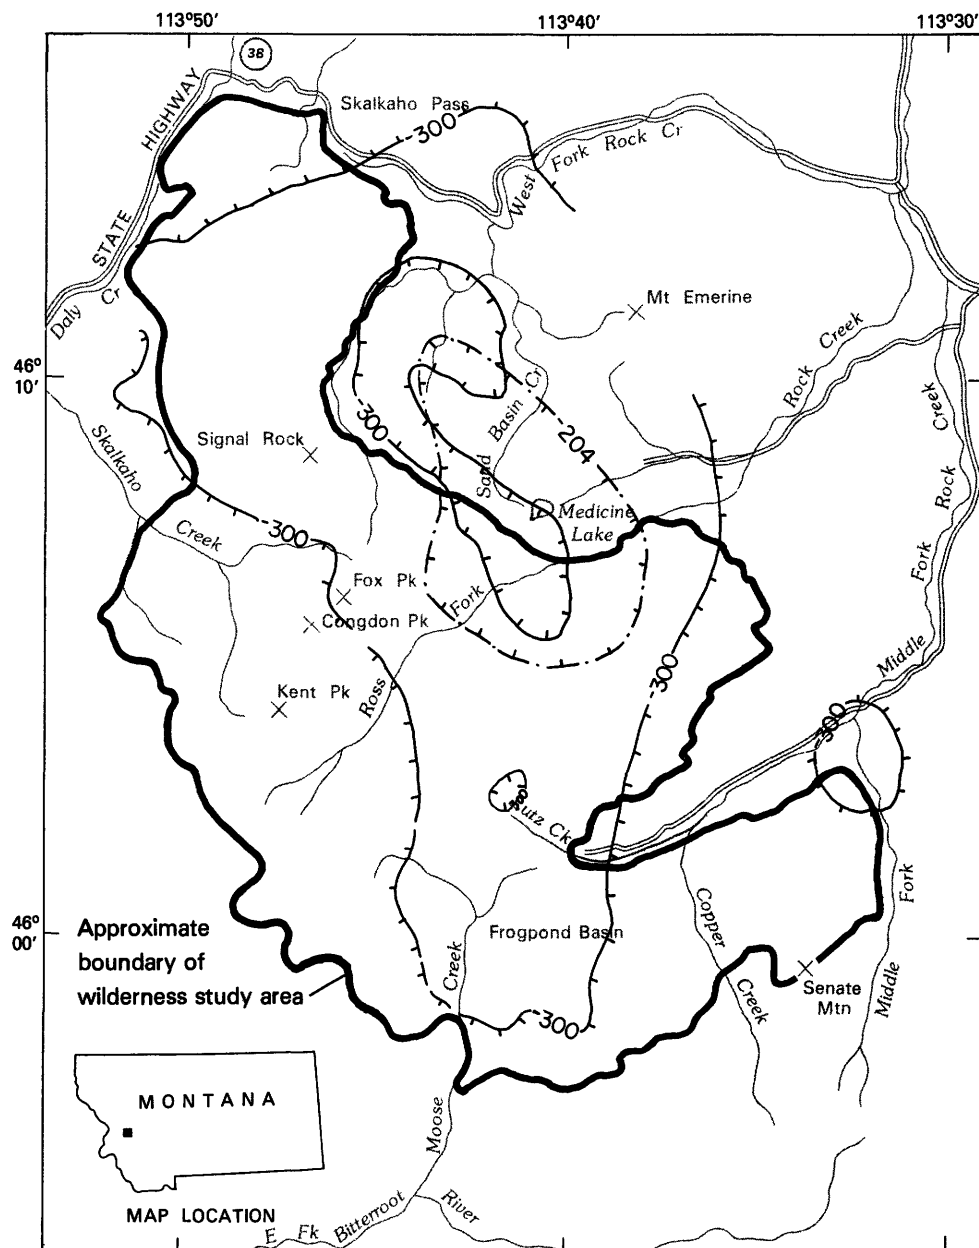 113°50'
113°40'
113°30'
38
STATE HIGHWAY
Skalkaho Pass
-300
West Fork Rock Cr
Daly Cr
Mt Emerine
46°
10'
Rock Creek
Skalkaho
Creek
Signal Rock
-300
Sand Basin Cr
-204
Medicine
Lake
-300
Fox Pk
Congdon Pk
Kent Pk
Ross Fork
-300
Middle Fork Rock Creek
-300
-300
utz Ck
46°
00'
Approximate
boundary of
wilderness study area
Frogpond Basin
Copper
Creek
Senate
Mtn
Middle Fork
-300
Moose Creek
MONTANA
MAP LOCATION
E Fk Bitterroot River